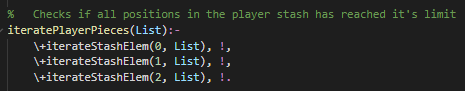 %   Checks if all positions in the player stash has reached it's limit
iteratePlayerPieces(List):-
    \+iterateStashElem(0, List), !,
    \+iterateStashElem(1, List), !,
    \+iterateStashElem(2, List), !.